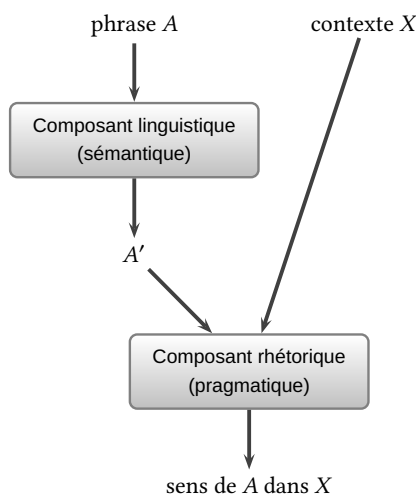 phrase A
contexte X
Composant linguistique
(sémantique)
A′
Composant rhétorique
(pragmatique)
sens de A dans X